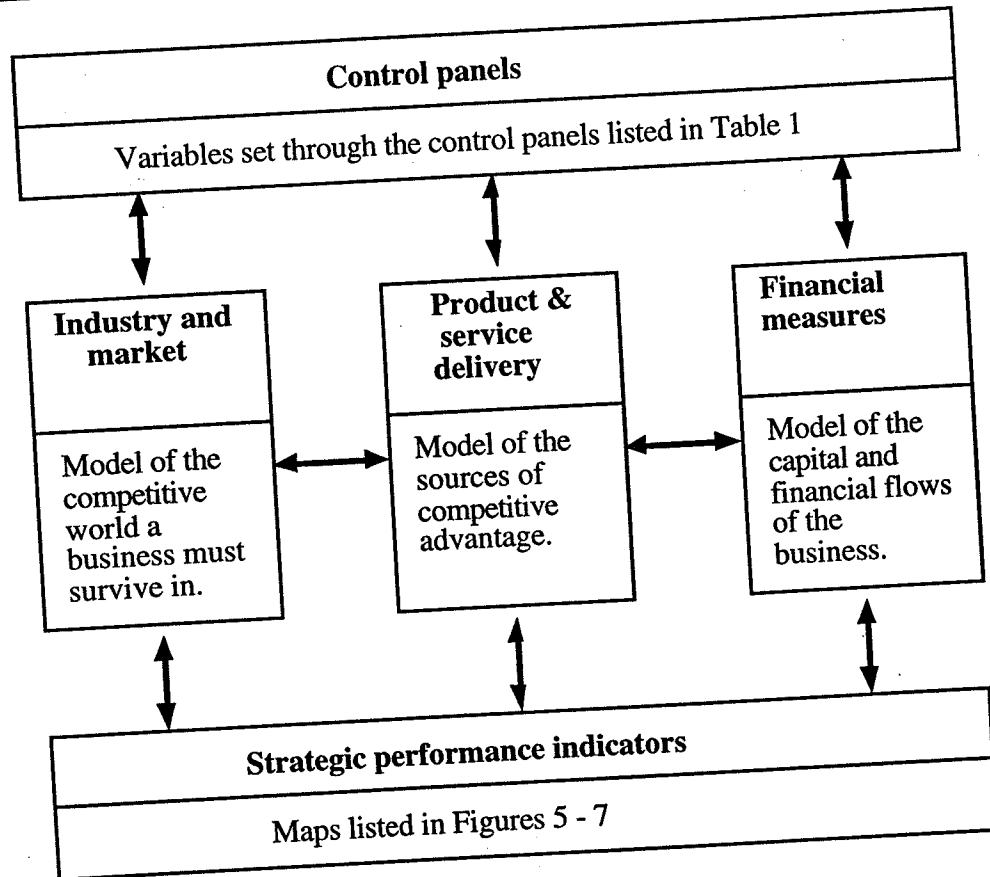 Control panels
Variables set through the control panels listed in Table 1
Industry and
market
Model of the
competitive
world a
business must
survive in.
Product &
service
delivery
Model of the
sources of
competitive
advantage.
Financial
measures
Model of the
capital and
financial flows
of the
business.
Strategic performance indicators
Maps listed in Figures 5 - 7